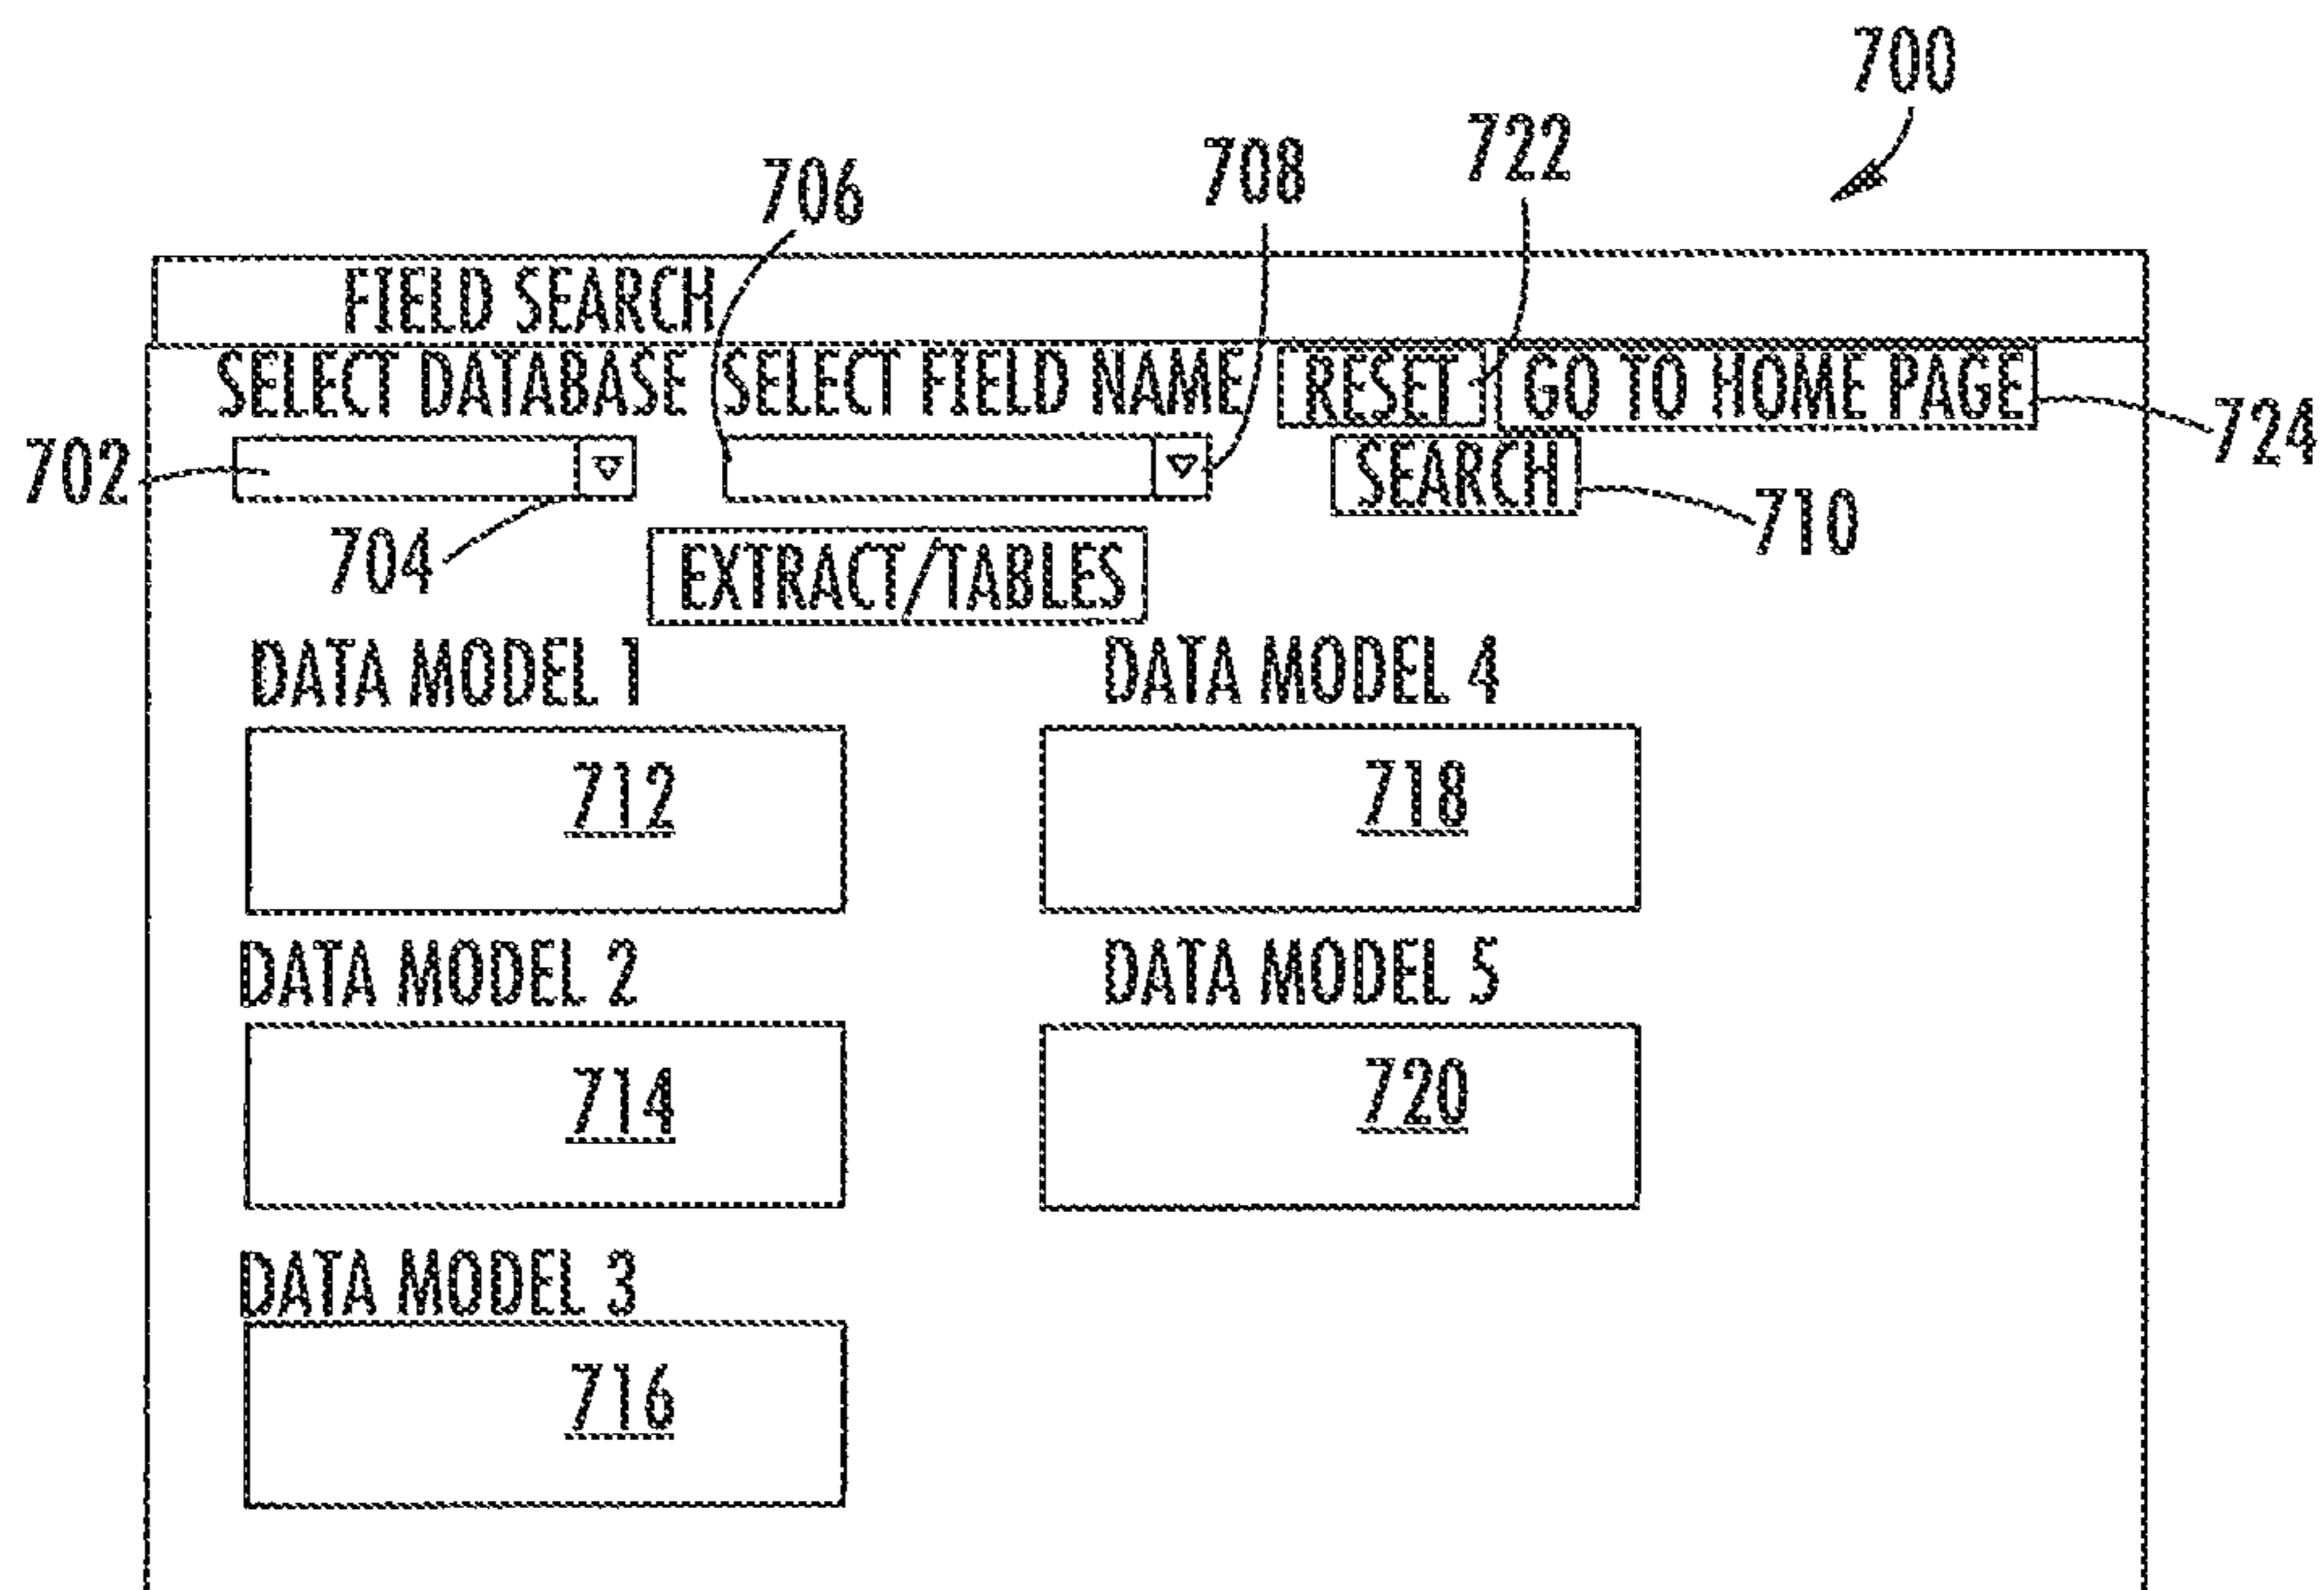 700
722
708
706
FIELD SEARCH
SELECT DATABASE SELECT FIELD NAME RESET GO TO HOME PAGE
724
702
SEARCH
710
704
EXTRACT/TABLES
DATA MODEL 1 DATA MODEL 4
712 718
DATA MODEL 2 DATA MODEL 5
714 720
DATA MODEL 3
716